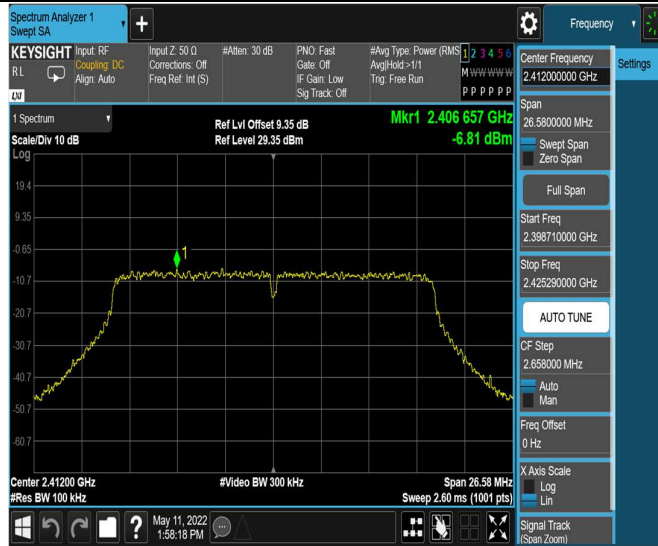 Spectrum Analyzer 1
Swept SA
Frequency
KEYSIGHT
Input: RF
Input Z: 50 Ω
#Atten: 30 dB
PNO: Fast
#Avg Type: Power (RMS
1 2 3 4 5 6
R L
Coupling: DC
Corrections: Off
Gate: Off
Avg|Hold:>1/1
M W W W W W
Align: Auto
Freq Ref: Int (S)
IF Gain: Low
Trig: Free Run
P P P P P P
Sig Track: Off
LXI
1 Spectrum
Ref Lvl Offset 9.35 dB
Mkr1 2.406 657 GHz
Scale/Div 10 dB
Ref Level 29.35 dBm
-6.81 dBm
Log
19.4
9.35
-0.65
1
-10.7
-20.7
-30.7
-40.7
-50.7
-60.7
Center 2.41200 GHz
#Video BW 300 kHz
Span 26.58 MHz
#Res BW 100 kHz
Sweep 2.60 ms (1001 pts)
May 11, 2022
1:58:18 PM
Center Frequency
2.412000000 GHz
Settings
Span
26.5800000 MHz
Swept Span
Zero Span
Full Span
Start Freq
2.398710000 GHz
Stop Freq
2.425290000 GHz
AUTO TUNE
CF Step
2.658000 MHz
Auto
Man
Freq Offset
0 Hz
X Axis Scale
Log
Lin
Signal Track
(Span Zoom)